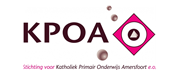 KPOA
Stichting voor Katholiek Primair Onderwijs Amersfoort e.o.